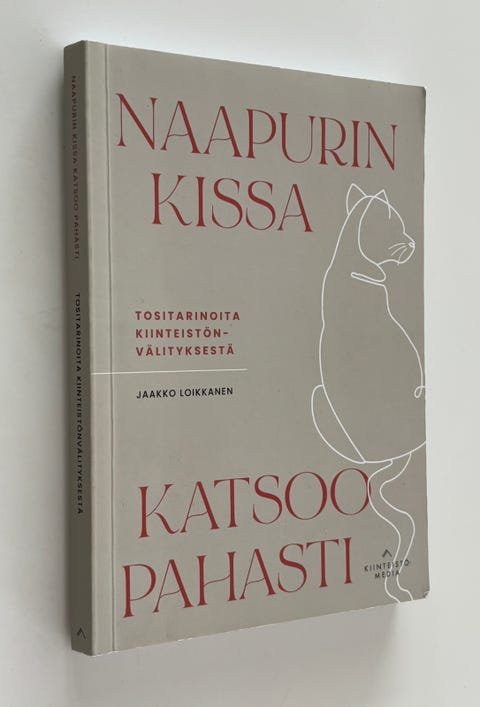 NAAPURIN KISSA KATSOO PAHASTI
TOSITARINOITA KIINTEISTÖNVÄLITYKSESTÄ
NAAPURIN
KISSA
TOSITARINOITA
KIINTEISTÖN-
VÄLITYKSESTÄ
JAAKKO LOIKKANEN
KATSOO
PAHASTI
KIINTEISTÖ-
MEDIA